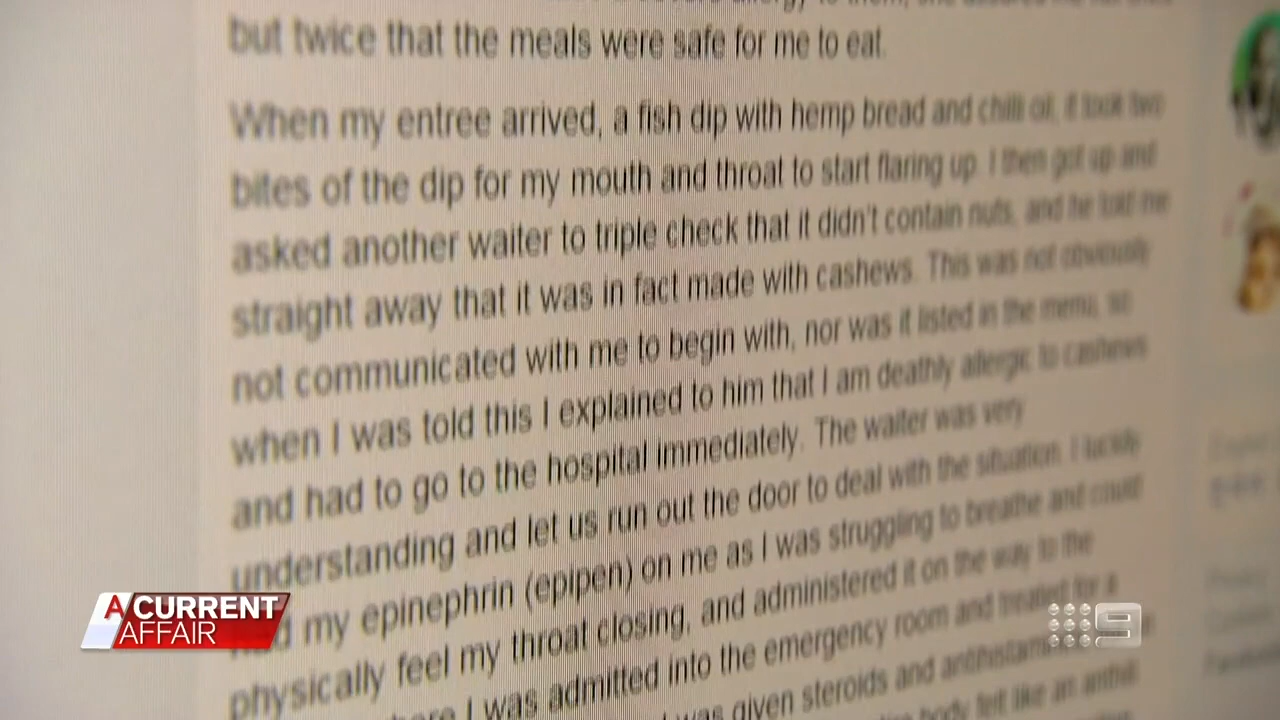 but twice that the meals were safe for me to eat.
When my entree arrived, a fish dip with hemp bread and chilli oil, it took two
bites of the dip for my mouth and throat to start flaring up. I then got up and
asked another waiter to triple check that it didn't contain nuts, and he told me
straight away that it was in fact made with cashews. This was not obviously
not communicated with me to begin with, nor was it listed in the menu, so
when I was told this I explained to him that I am deathly allergic to cashews
and had to go to the hospital immediately. The waiter was very
understanding and let us run out the door to deal with the situation. I luckily
my epinephrin (epipen) on me as I was struggling to breathe and could
physically feel my throat closing, and administered it on the way to the
I was admitted into the emergency room and treated for a
was given steroids and
body felt like an anthill
A CURRENT
AFFAIR
9